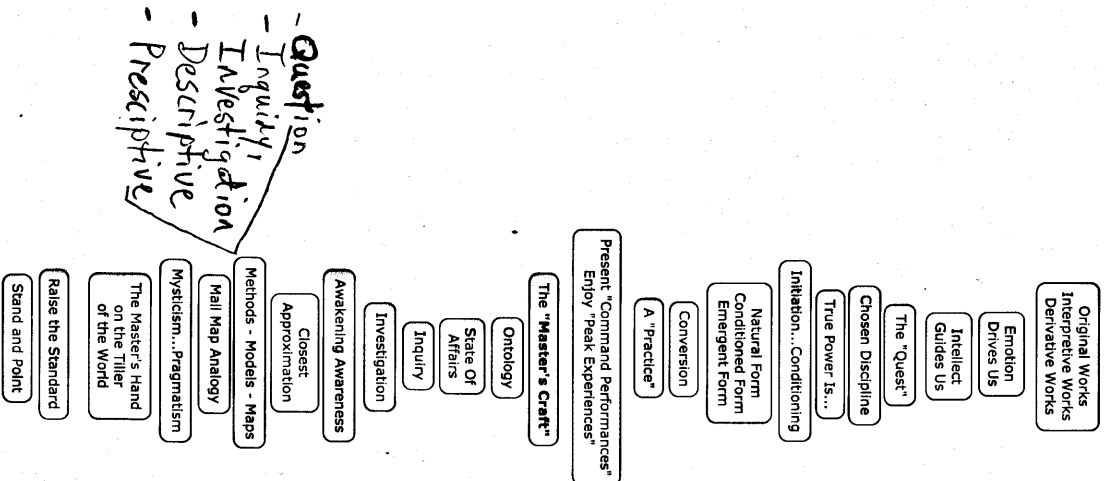 Original Works
Interpretive Works
Derivative Works
Emotion
Drives Us
Intellect
Guides Us
The "Quest"
Chosen Discipline
True Power Is...
Initiation...Conditioning
Natural Form
Conditioned Form
Emergent Form
Conversion
A "Practice"
Present "Command Performances"
Enjoy "Peak Experiences"
The "Master's Craft"
Ontology
State Of
Affairs
Inquiry
Investigation
Awakening Awareness
Closest
Approximation
Methods - Models - Maps
Mall Map Analogy
Mysticism...Pragmatism
The Master's Hand
on the Tiller
of the World
Raise the Standard
Stand and Point
- Question
- Inquiry,
Investigation
- Descriptive
- Presciptive